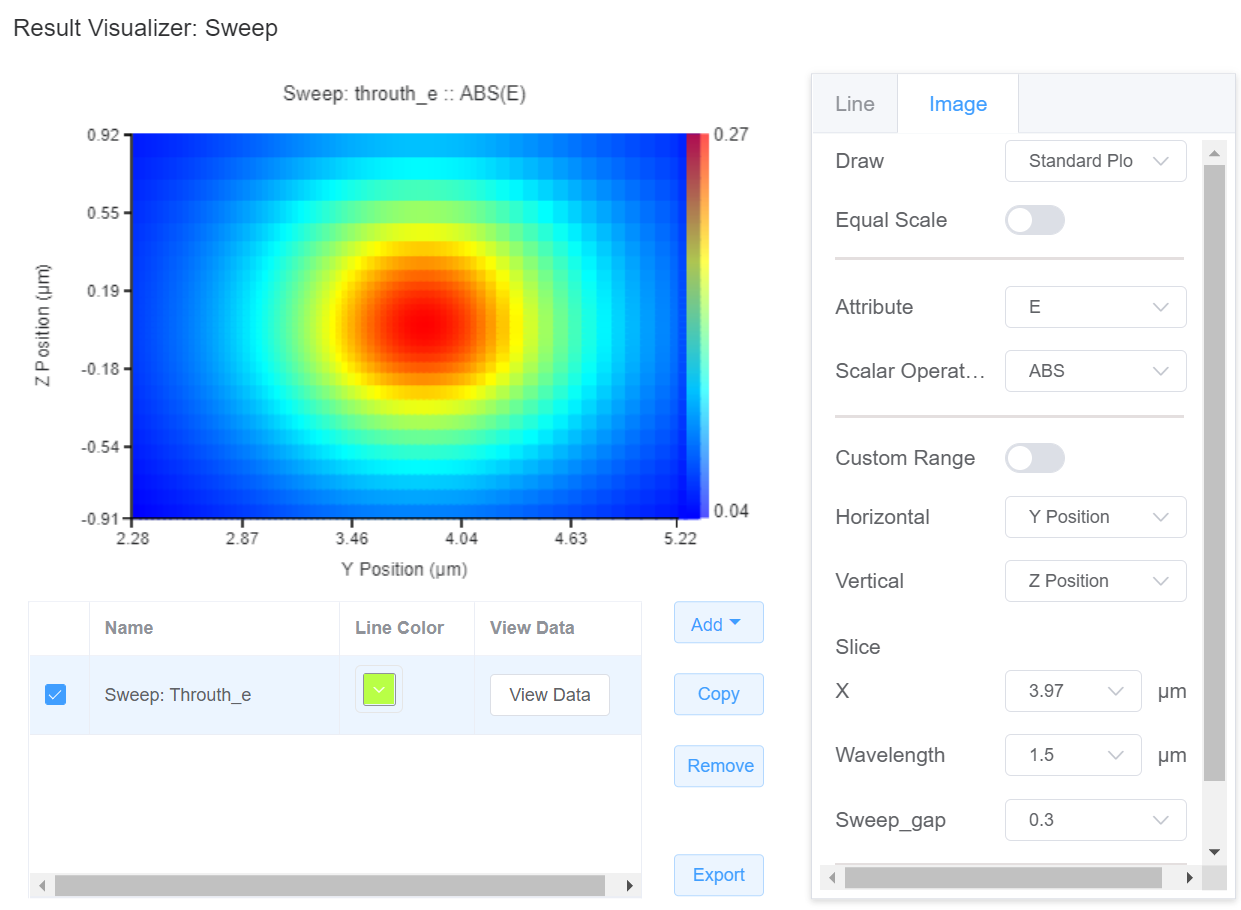 Result Visualizer: Sweep
Sweep: throuth_e :: ABS(E)
0.92
0.55
0.19
-0.18
-0.54
-0.91
Z Position (µm)
2.28 2.87 3.46 4.04 4.63 5.22
Y Position (µm)
0.27
0.04
Name Line Color View Data
Sweep: Throuth_e View Data
Add
Copy
Remove
Export
Line Image
Draw Standard Plo
Equal Scale
Attribute E
Scalar Operat... ABS
Custom Range
Horizontal Y Position
Vertical Z Position
Slice
X 3.97 µm
Wavelength 1.5 µm
Sweep_gap 0.3